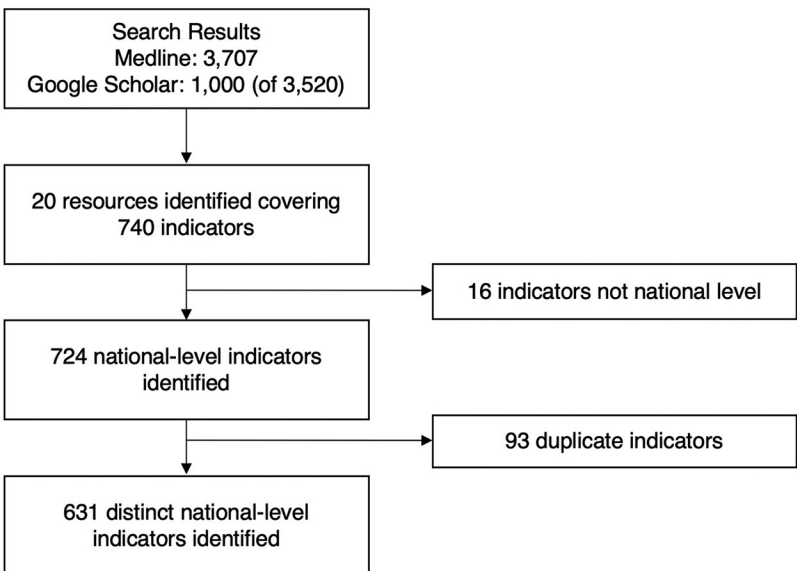 Search Results
Medline: 3,707
Google Scholar: 1,000 (of 3,520)
20 resources identified covering
740 indicators
16 indicators not national level
724 national-level indicators
identified
93 duplicate indicators
631 distinct national-level
indicators identified